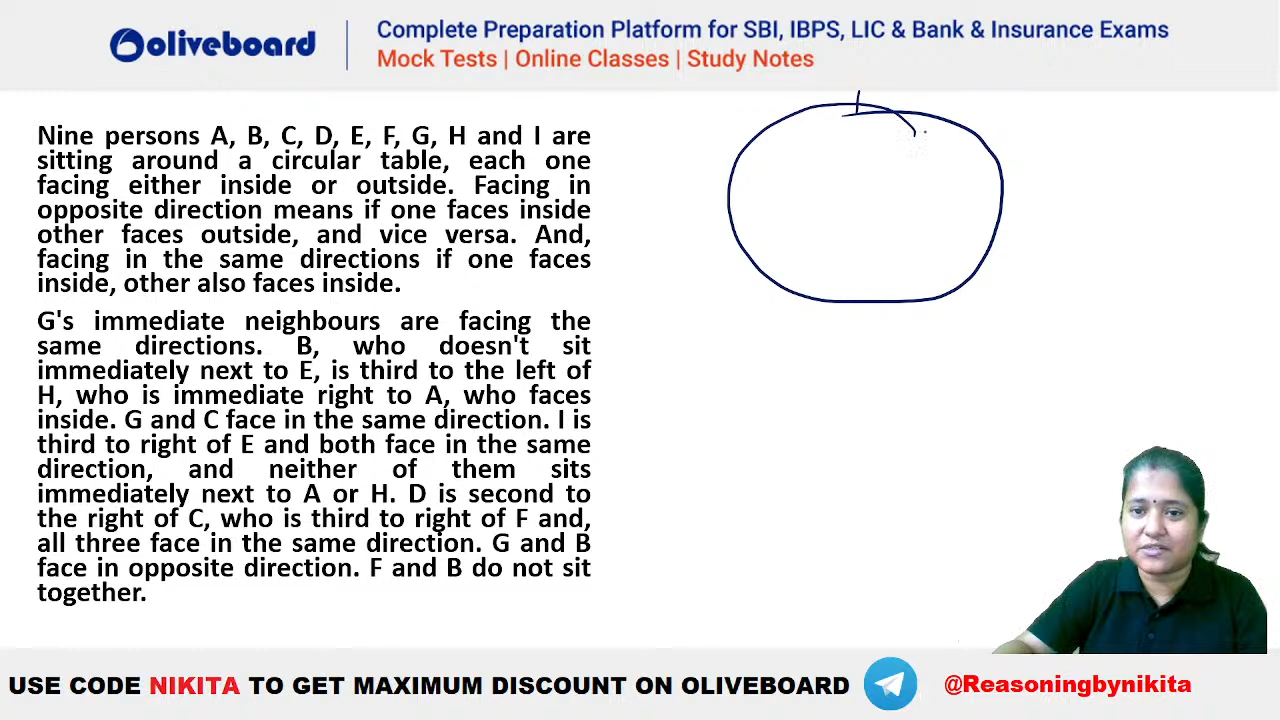 oliveboard
Complete Preparation Platform for SBI, IBPS, LIC & Bank & Insurance Exams
Mock Tests | Online Classes | Study Notes
Nine persons A, B, C, D, E, F, G, H and I are
sitting around a circular table, each one
facing either inside or outside. Facing in
opposite direction means if one faces inside
other faces outside, and vice versa. And,
facing in the same directions if one faces
inside, other also faces inside.
G's immediate neighbours are facing the
same directions. B, who doesn't sit
immediately next to E, is third to the left of
H, who is immediate right to A, who faces
inside. G and C face in the same direction. I is
third to right of E and both face in the same
direction, and neither of them sits
immediately next to A or H. D is second to
the right of C, who is third to right of F and,
all three face in the same direction. G and B
face in opposite direction. F and B do not sit
together.
USE CODE NIKITA TO GET MAXIMUM DISCOUNT ON OLIVEBOARD
@Reasoningbynikita